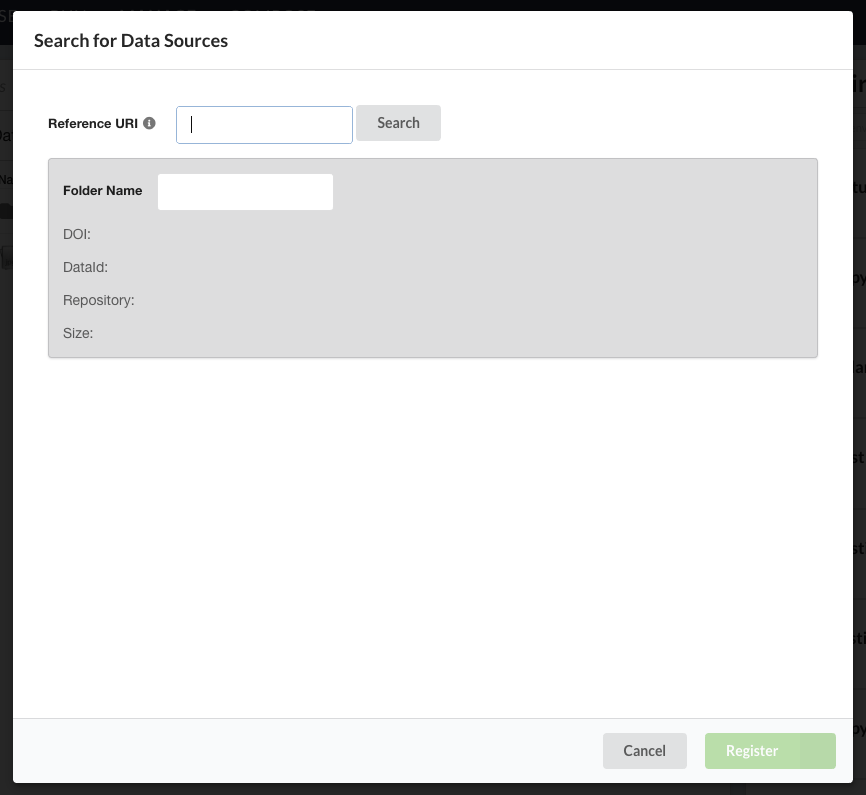 Search for Data Sources
Reference URI
Search
Folder Name
DOI:
DataId:
Repository:
Size:
Cancel
Register